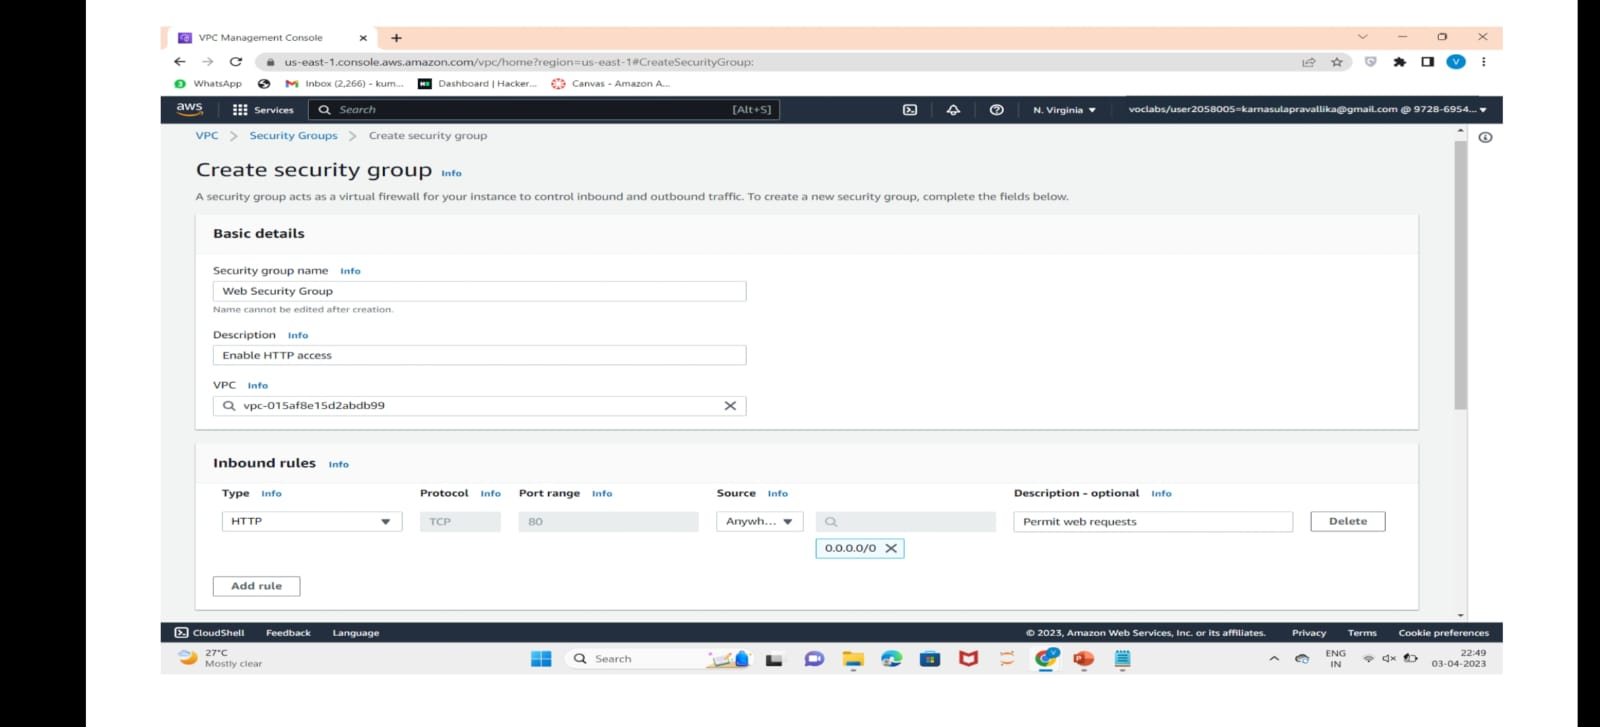 VPC Management Console
us-east-1.console.aws.amazon.com/vpc/home?region=us-east-1#CreateSecurityGroup:
V
WhatsApp Inbox (2,266) - kum... Dashboard | Hacker... Canvas - Amazon A...
aws Services Search [Alt+S] N. Virginia voclabs/user2058005=karnasulapravallika@gmail.com @ 9728-6954...
VPC > Security Groups > Create security group
Create security group Info
A security group acts as a virtual firewall for your instance to control inbound and outbound traffic. To create a new security group, complete the fields below.
Basic details
Security group name Info
Web Security Group
Name cannot be edited after creation.
Description Info
Enable HTTP access
VPC Info
vpc-015af8e15d2abdb99
Inbound rules Info
Type Info Protocol Info Port range Info Source Info Description - optional Info
HTTP TCP 80 Anywh... Permit web requests Delete
0.0.0.0/0
Add rule
CloudShell Feedback Language © 2023, Amazon Web Services, Inc. or its affiliates. Privacy Terms Cookie preferences
27°C
Mostly clear
Search
ENG
IN
22:49
03-04-2023